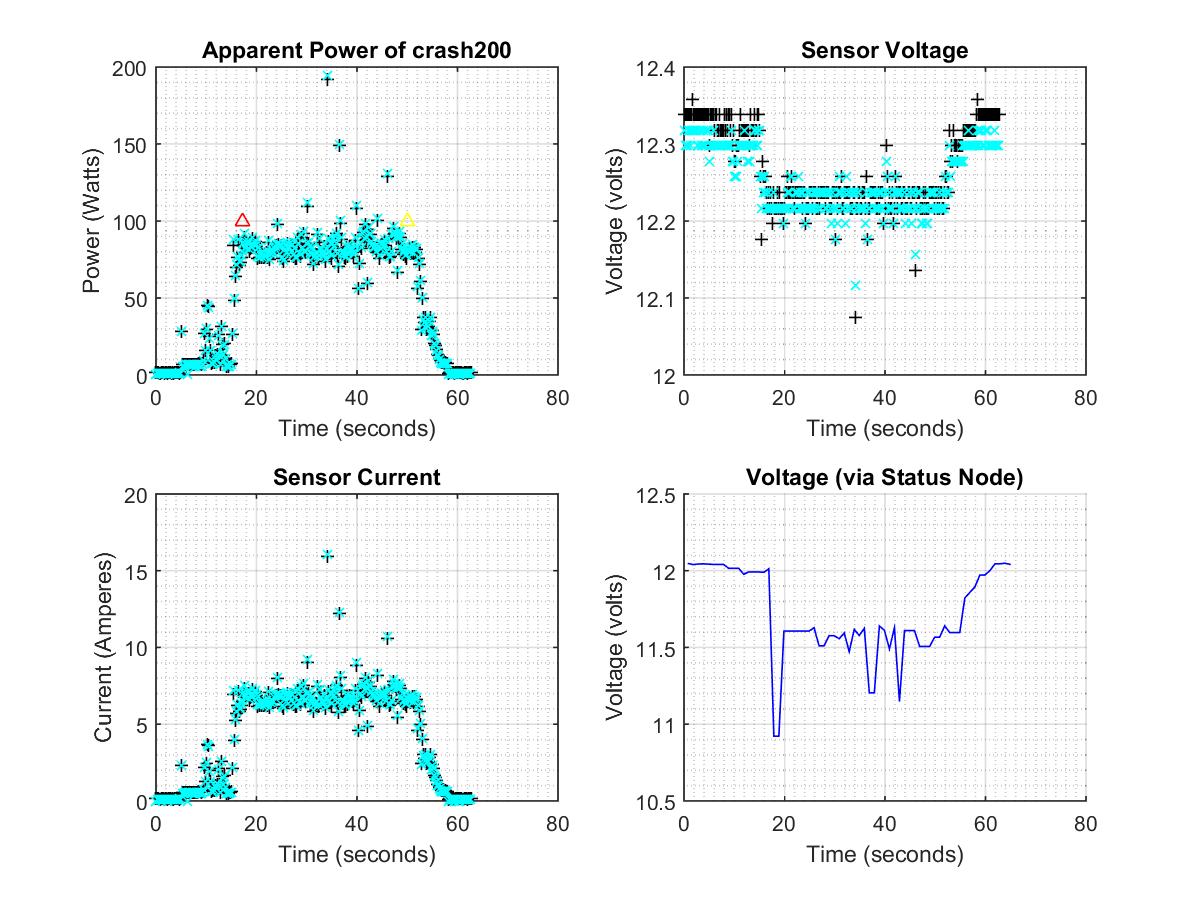 Apparent Power of crash200
200
150
100
50
0
Power (Watts)
0 20 40 60 80
Time (seconds)
Sensor Voltage
12.4
12.3
12.2
12.1
12
Voltage (volts)
0 20 40 60 80
Time (seconds)
Sensor Current
20
15
10
5
0
Current (Amperes)
0 20 40 60 80
Time (seconds)
Voltage (via Status Node)
12.5
12
11.5
11
10.5
Voltage (volts)
0 20 40 60 80
Time (seconds)